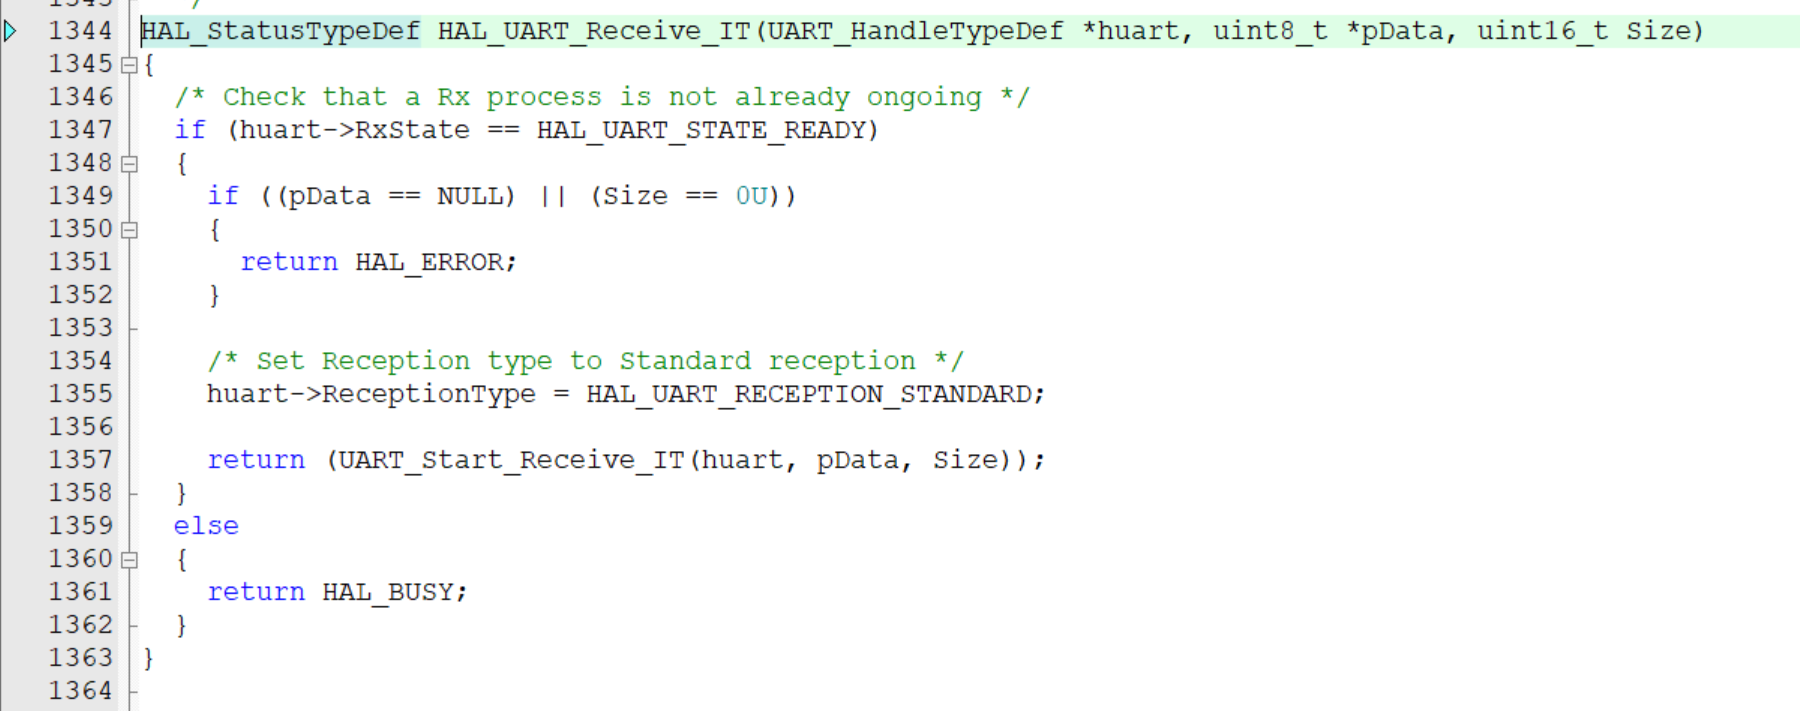 1344 HAL_StatusTypeDef HAL_UART_Receive_IT(UART_HandleTypeDef *huart, uint8_t *pData, uint16_t Size)
1345 {
1346   /* Check that a Rx process is not already ongoing */
1347   if (huart->RxState == HAL_UART_STATE_READY)
1348   {
1349     if ((pData == NULL) || (Size == 0U))
1350     {
1351       return HAL_ERROR;
1352     }
1353
1354     /* Set Reception type to Standard reception */
1355     huart->ReceptionType = HAL_UART_RECEPTION_STANDARD;
1356
1357     return (UART_Start_Receive_IT(huart, pData, Size));
1358   }
1359   else
1360   {
1361     return HAL_BUSY;
1362   }
1363 }
1364